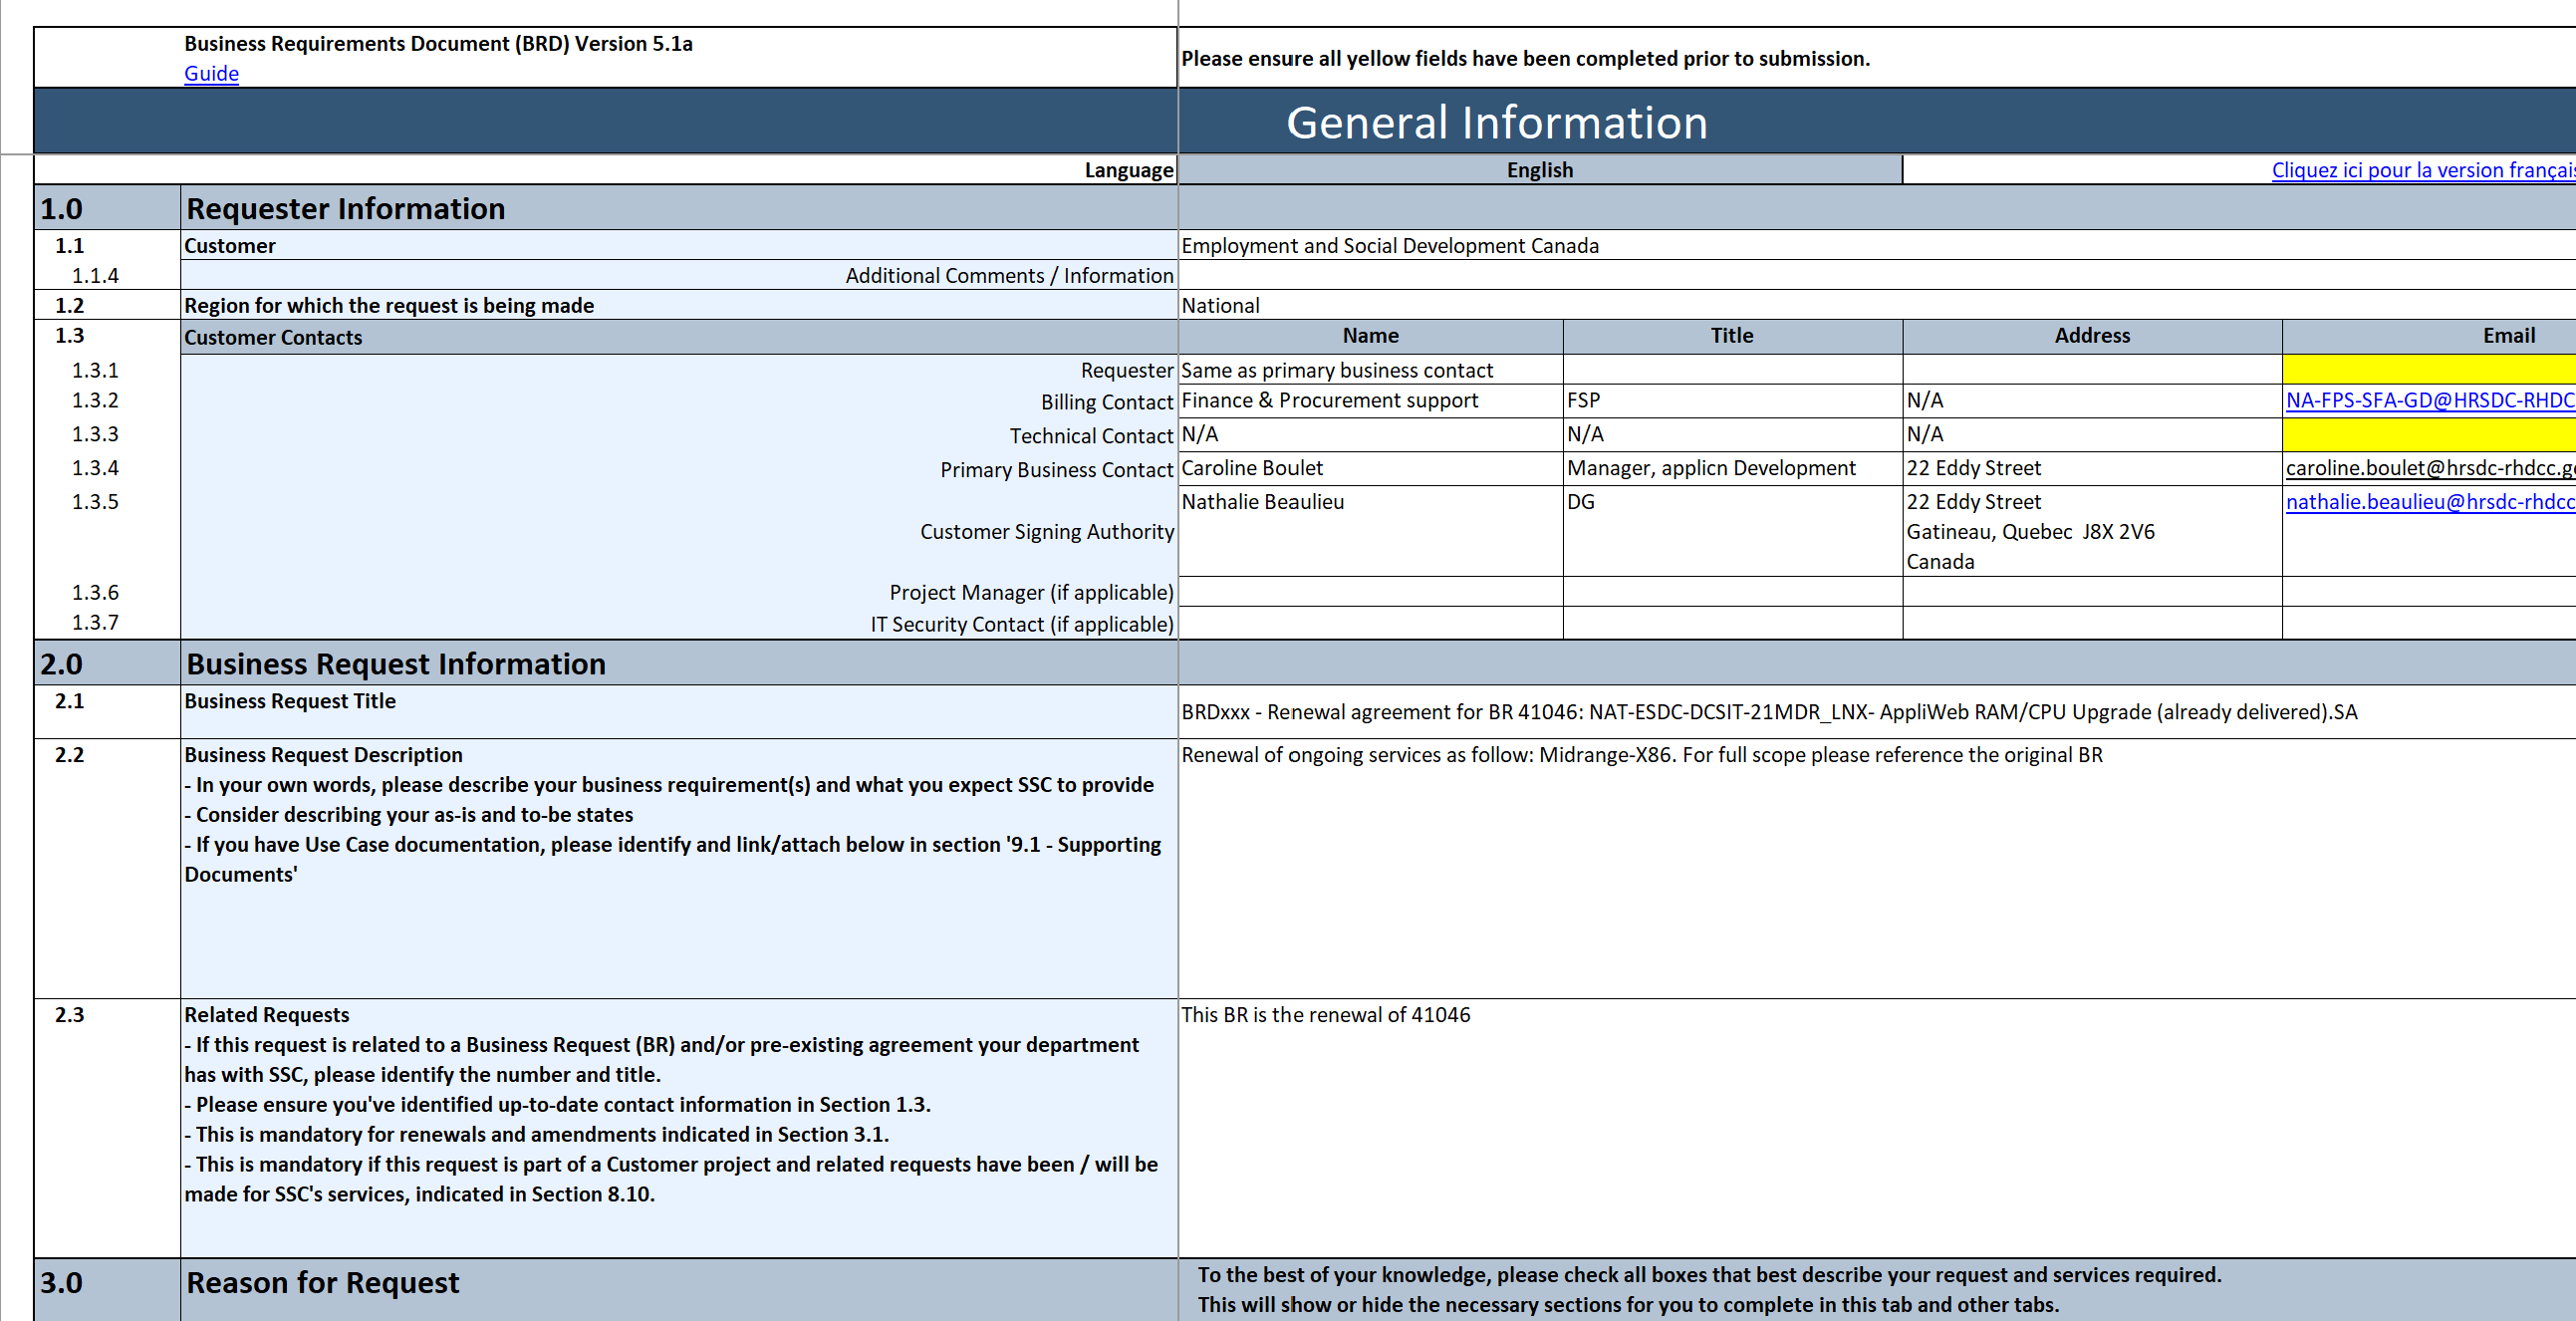 Business Requirements Document (BRD) Version 5.1a
Guide
Please ensure all yellow fields have been completed prior to submission.
General Information
Language English Cliquez ici pour la version françai
1.0 Requester Information
1.1 Customer Employment and Social Development Canada
1.1.4 Additional Comments / Information
1.2 Region for which the request is being made National
1.3 Customer Contacts Name Title Address Email
1.3.1 Requester Same as primary business contact
1.3.2 Billing Contact Finance & Procurement support FSP N/A NA-FPS-SFA-GD@HRSDC-RHDC
1.3.3 Technical Contact N/A N/A N/A
1.3.4 Primary Business Contact Caroline Boulet Manager, applicn Development 22 Eddy Street caroline.boulet@hrsdc-rhdcc.g
1.3.5 Customer Signing Authority Nathalie Beaulieu DG 22 Eddy Street nathalie.beaulieu@hrsdc-rhdcc
Gatineau, Quebec J8X 2V6
Canada
1.3.6 Project Manager (if applicable)
1.3.7 IT Security Contact (if applicable)
2.0 Business Request Information
2.1 Business Request Title
BRDxxx - Renewal agreement for BR 41046: NAT-ESDC-DCSIT-21MDR_LNX- AppliWeb RAM/CPU Upgrade (already delivered).SA
2.2 Business Request Description
- In your own words, please describe your business requirement(s) and what you expect SSC to provide
- Consider describing your as-is and to-be states
- If you have Use Case documentation, please identify and link/attach below in section '9.1 - Supporting
Documents'
Renewal of ongoing services as follow: Midrange-X86. For full scope please reference the original BR
2.3 Related Requests
- If this request is related to a Business Request (BR) and/or pre-existing agreement your department
has with SSC, please identify the number and title.
- Please ensure you've identified up-to-date contact information in Section 1.3.
- This is mandatory for renewals and amendments indicated in Section 3.1.
- This is mandatory if this request is part of a Customer project and related requests have been / will be
made for SSC's services, indicated in Section 8.10.
This BR is the renewal of 41046
3.0 Reason for Request
To the best of your knowledge, please check all boxes that best describe your request and services required.
This will show or hide the necessary sections for you to complete in this tab and other tabs.